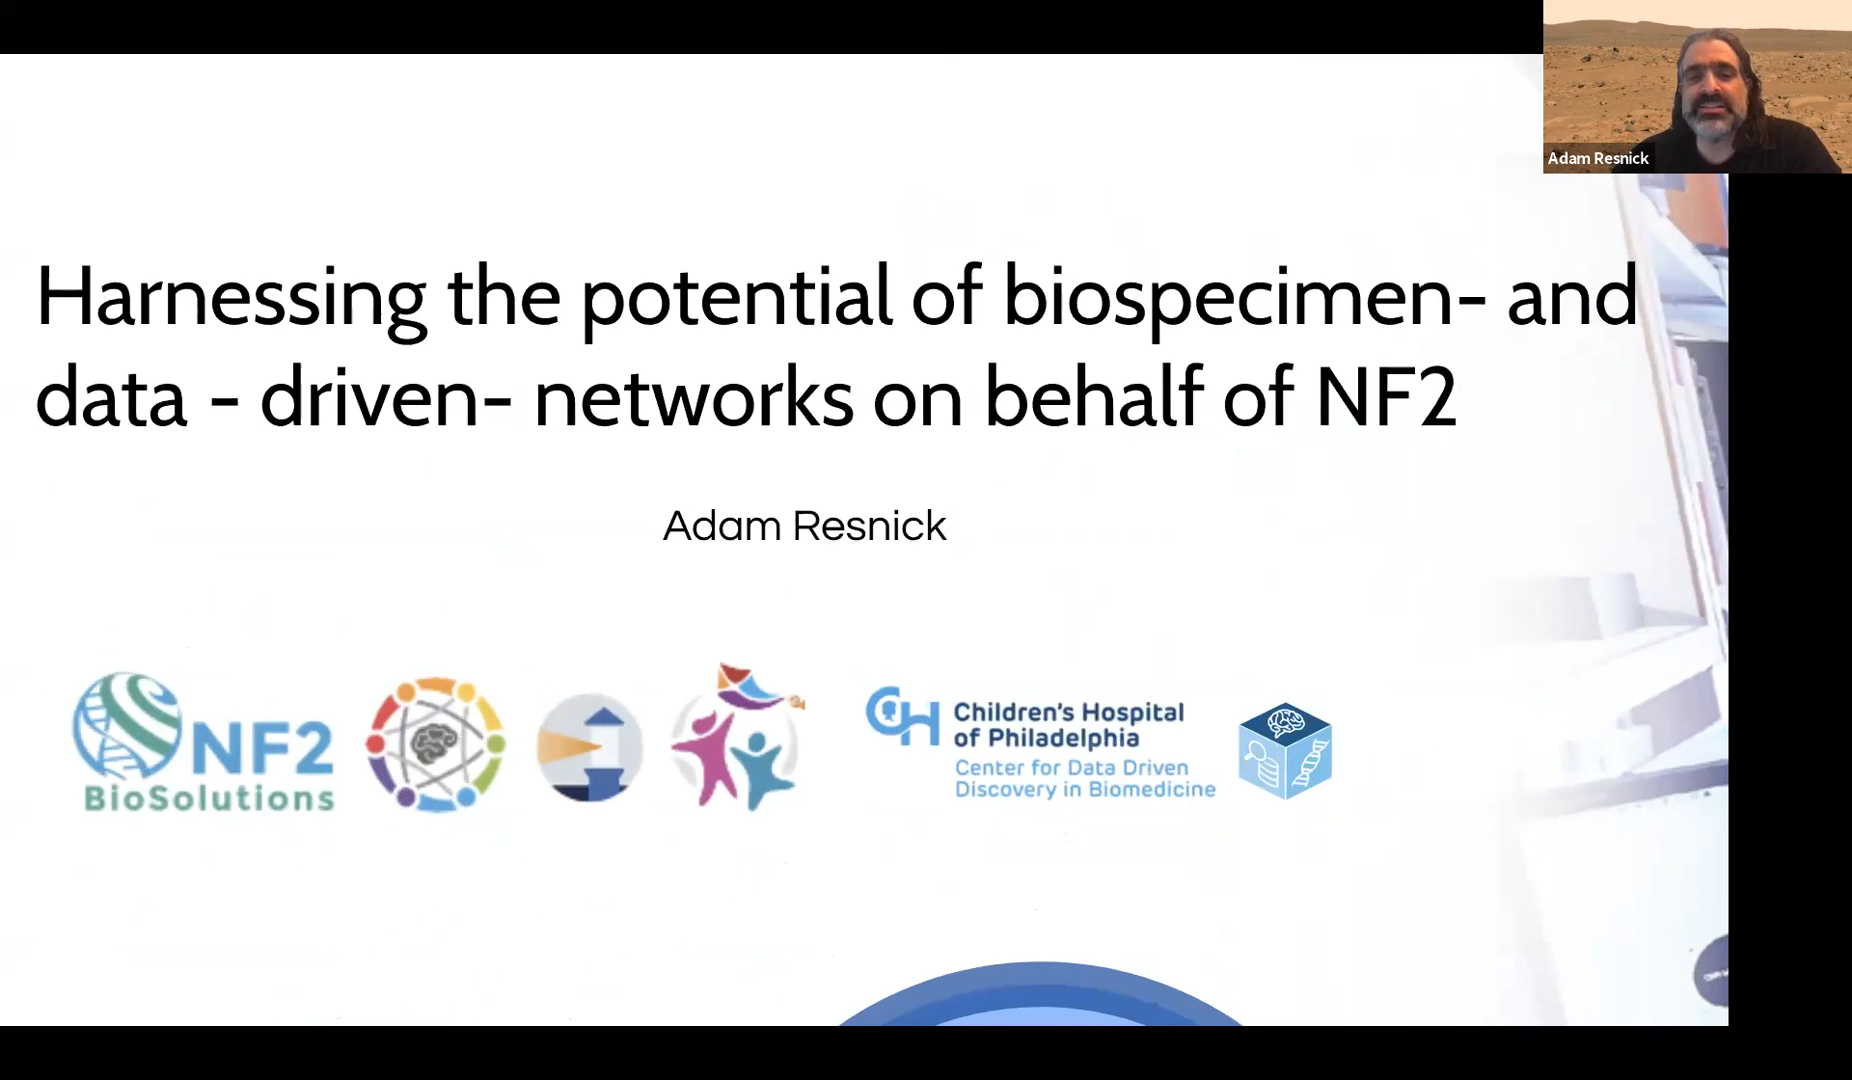 Adam Resnick
Harnessing the potential of biospecimen- and
data - driven- networks on behalf of NF2
Adam Resnick
NF2
BioSolutions
CH
Children's Hospital
of Philadelphia
Center for Data Driven
Discovery in Biomedicine